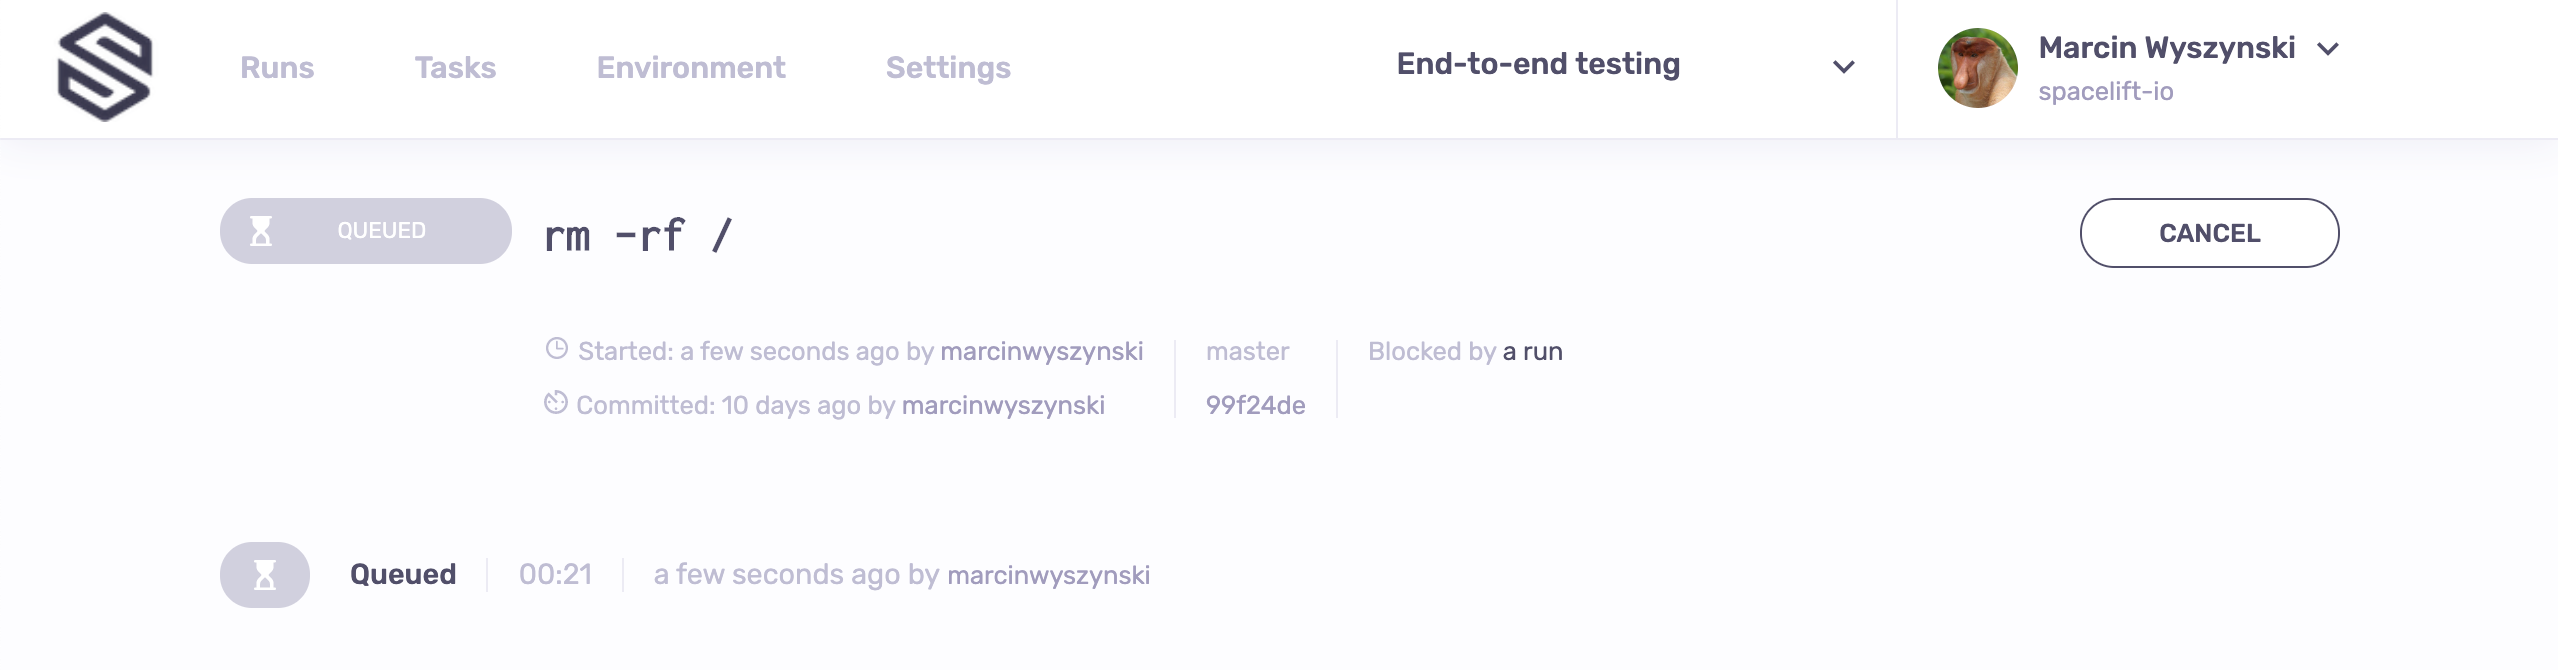 Runs Tasks Environment Settings End-to-end testing Marcin Wyszynski
spacelift-io
QUEUED rm -rf / CANCEL
Started: a few seconds ago by marcinwyszynski master Blocked by a run
Committed: 10 days ago by marcinwyszynski 99f24de
Queued 00:21 a few seconds ago by marcinwyszynski